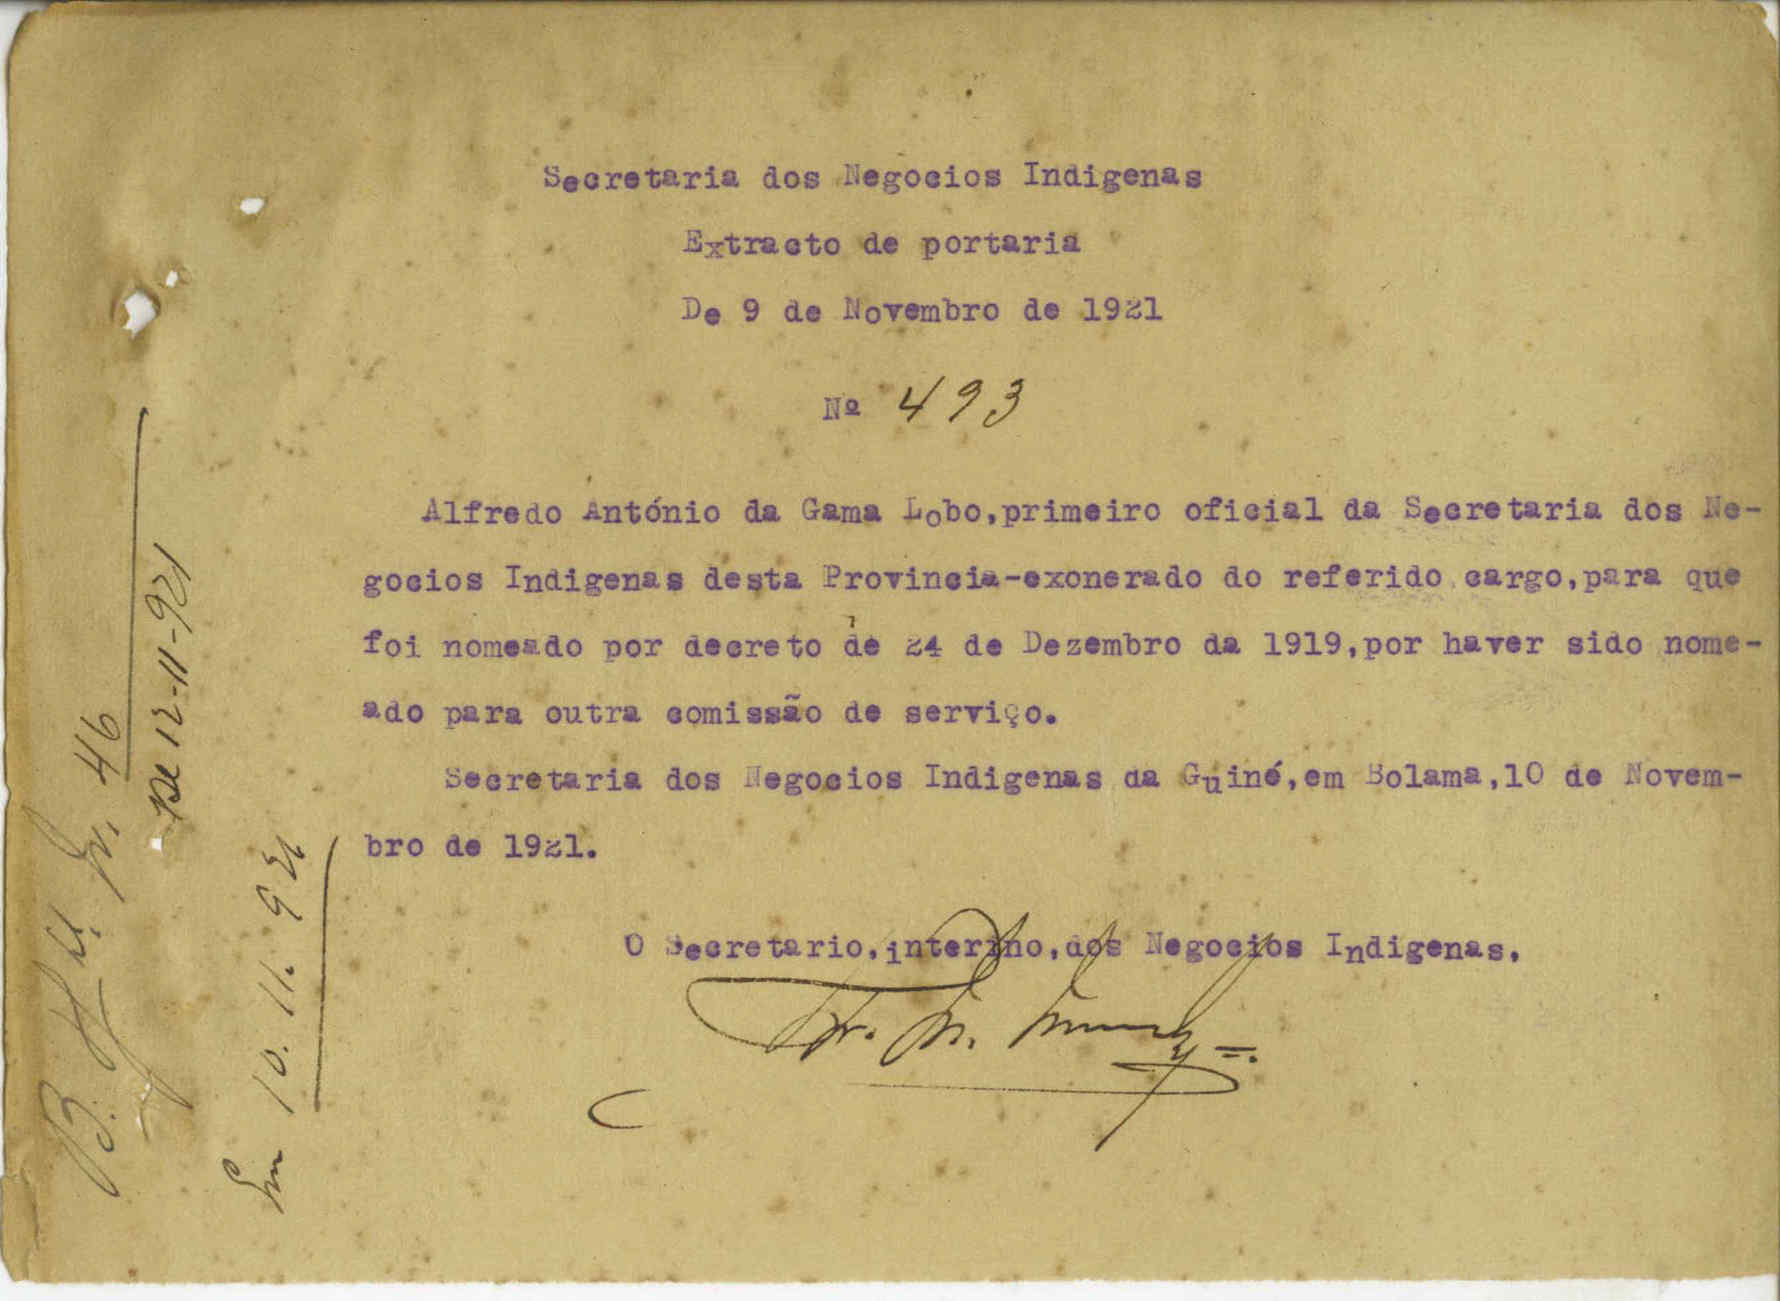 Secretaria dos Negocios Indigenas
Extracto de portaria
De 9 de Novembro de 1921
Nº 493
Alfredo António da Gama Lobo,primeiro oficial da Secretaria dos Ne-
gocios Indigenas desta Provincia-exonerado do referido cargo,para que
foi nomeado por decreto de 24 de Dezembro da 1919,por haver sido nome-
ado para outra comissão de serviço.
Secretaria dos Negocios Indigenas da Guiné,em Bolama,10 de Novem-
bro de 1921.
O Secretario,interino,dos Negocios Indigenas,
46
De 12-11-921
Em 10.11.921